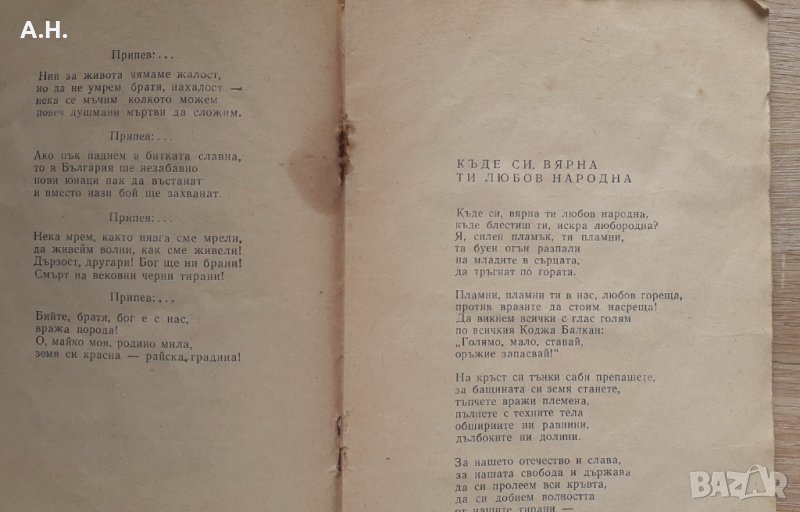 А.Н.
Припев:...
Ний за живота нямаме жалост,
но да не умрем братя, нахалост —
нека се мъчим колкото можем
повеч душмани мъртви да сложим.
Припев:...
Ако пък паднем в битката славна,
то в България ще незабавно
нови юнаци пак да въстанат
и вместо нази бой ще захванат.
Припев:...
Нека мрем, както нявга сме мрели,
да живейм волни, как сме живели!
Дързост, другари! Бог ще ни брани!
Смърт на вековни черни тирани!
Припев:...
Бийте, братя, бог е с нас,
вража порода!
О, майко моя, родино мила,
земя си красна — райска, градина!
КЪДЕ СИ, ВЯРНА
ТИ ЛЮБОВ НАРОДНА
Къде си, вярна ти любов народна,
къде блестиш ти, искра любородна?
Я, силен пламък, ти пламни,
та буен огън разпали
на младите в сърцата,
да тръгнат по гората.
Пламни, пламни ти в нас, любов гореща,
против вразите да стоим насреща!
Да викнем всички с глас голям
по всичкия Коджа Балкан:
„Голямо, мало, ставай,
оръжие запасвай!“
На кръст си тънки саби препашете,
за бащината си земя станете,
тъпчете вражи племена,
пълнете с техните тела
обширните ни равнини,
дълбоките ни долини.
За нашето отечество и слава,
за нашата свобода и държава
да си пролеем вси кръвта,
да си добием волността
от нашите тирани —
BAZAR